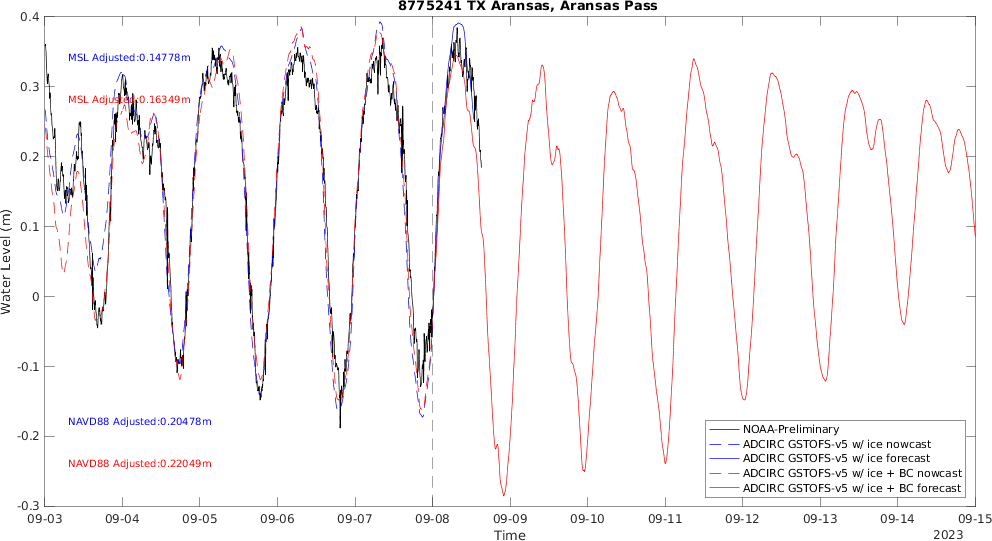 8775241 TX Aransas, Aransas Pass
0.4
0.3
0.2
0.1
0
-0.1
-0.2
-0.3
Water Level (m)
MSL Adjusted:0.14778m
MSL Adjusted:0.16349m
NAVD88 Adjusted:0.20478m
NAVD88 Adjusted:0.22049m
NOAA-Preliminary
ADCIRC GSTOFS-v5 w/ ice nowcast
ADCIRC GSTOFS-v5 w/ ice forecast
ADCIRC GSTOFS-v5 w/ ice + BC nowcast
ADCIRC GSTOFS-v5 w/ ice + BC forecast
09-03 09-04 09-05 09-06 09-07 09-08 09-09 09-10 09-11 09-12 09-13 09-14 09-15
Time
2023